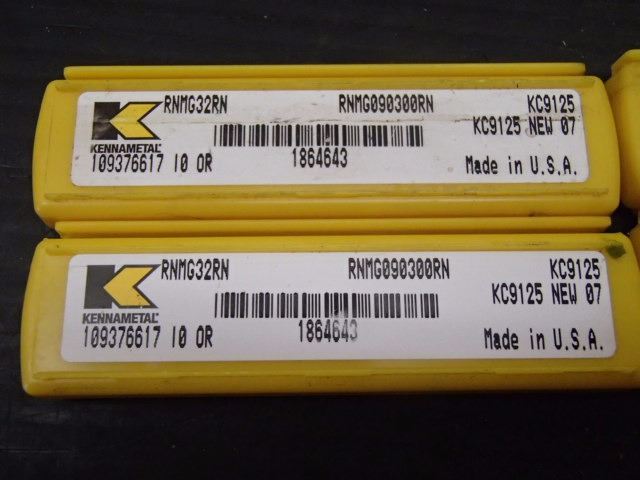 RNMG32RN RNMG090300RN KC9125
KC9125 NEW 07
KENNAMETAL
109376617 10 OR 1864643 Made in U.S.A.
RNMG32RN RNMG090300RN KC9125
KC9125 NEW 07
KENNAMETAL
109376617 10 OR 1864643 Made in U.S.A.